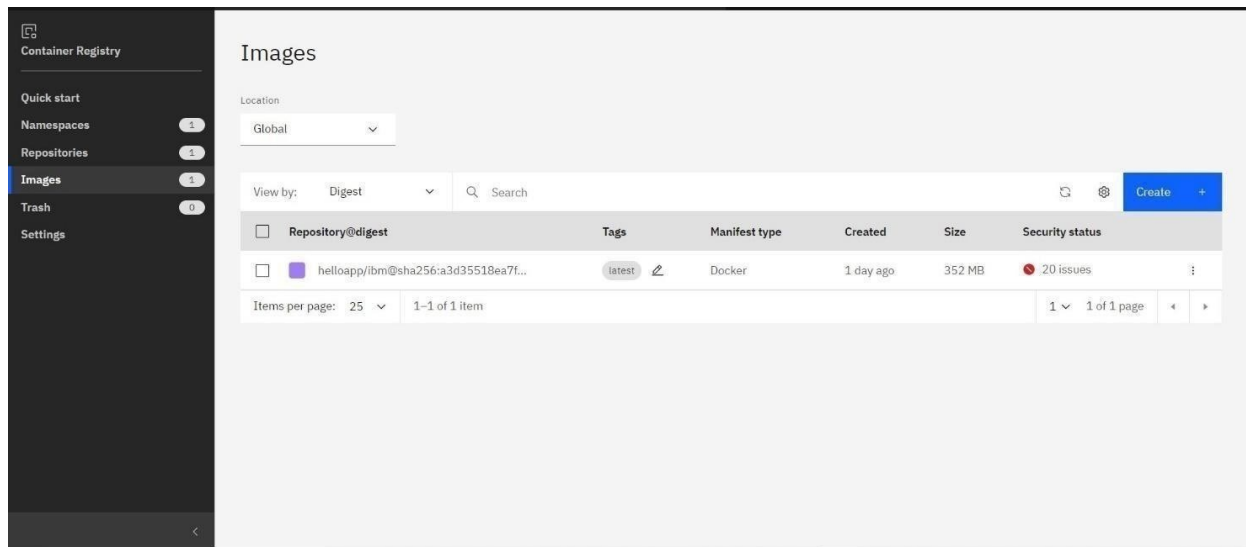 Container Registry
Quick start
Namespaces 1
Repositories 1
Images 1
Trash 0
Settings
Images
Location
Global
View by: Digest Search Create +
Repository@digest Tags Manifest type Created Size Security status
helloapp/ibm@sha256:a3d35518ea7f... latest Docker 1 day ago 352 MB 20 issues
Items per page: 25 1–1 of 1 item 1 1 of 1 page